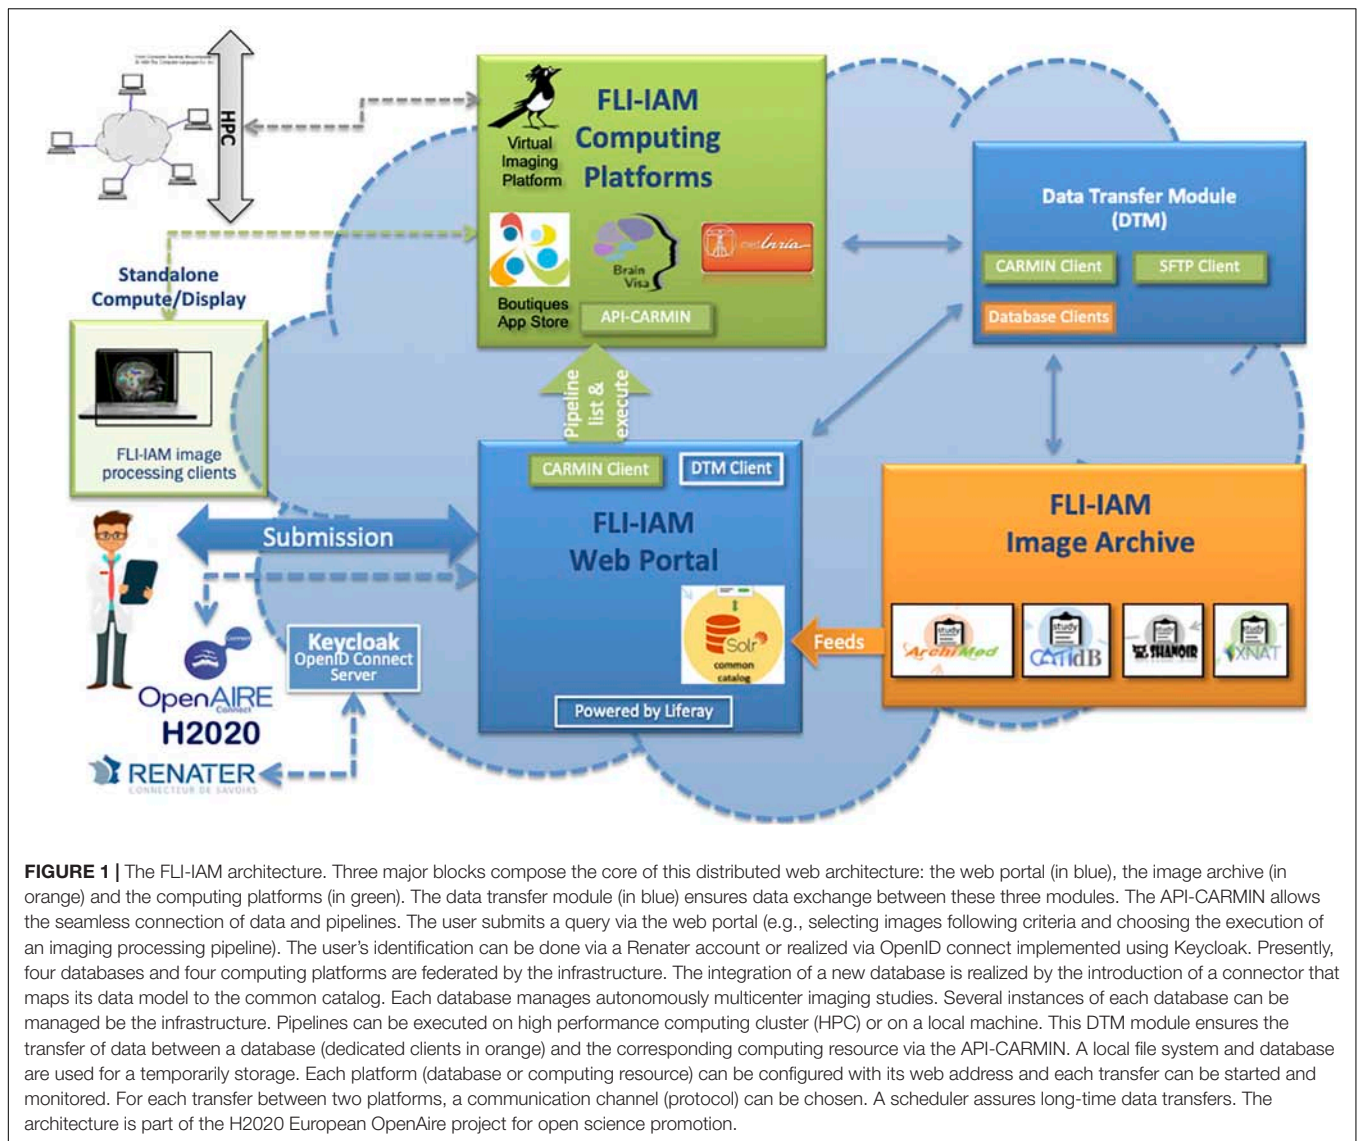 HPC
FLI-IAM
Computing
Platforms
Virtual
Imaging
Platform
Boutiques
App Store
Brain
Visa
medInria
API-CARMIN
Data Transfer Module
(DTM)
CARMIN Client
SFTP Client
Database Clients
Standalone
Compute/Display
FLI-IAM image
processing clients
Pipeline
list &
execute
CARMIN Client
DTM Client
FLI-IAM
Web Portal
Solr
common
catalog
Powered by Liferay
Submission
Feeds
FLI-IAM
Image Archive
study
ArchiMed
study
CATIdB
study
SHANOIR
study
XNAT
Keycloak
OpenID Connect
Server
Connect
OpenAIRE
Connect
H2020
RENATER
CONNECTEUR DE SAVOIRS
FIGURE 1 | The FLI-IAM architecture. Three major blocks compose the core of this distributed web architecture: the web portal (in blue), the image archive (in
orange) and the computing platforms (in green). The data transfer module (in blue) ensures data exchange between these three modules. The API-CARMIN allows
the seamless connection of data and pipelines. The user submits a query via the web portal (e.g., selecting images following criteria and choosing the execution of
an imaging processing pipeline). The user's identification can be done via a Renater account or realized via OpenID connect implemented using Keycloak. Presently,
four databases and four computing platforms are federated by the infrastructure. The integration of a new database is realized by the introduction of a connector that
maps its data model to the common catalog. Each database manages autonomously multicenter imaging studies. Several instances of each database can be
managed be the infrastructure. Pipelines can be executed on high performance computing cluster (HPC) or on a local machine. This DTM module ensures the
transfer of data between a database (dedicated clients in orange) and the corresponding computing resource via the API-CARMIN. A local file system and database
are used for a temporarily storage. Each platform (database or computing resource) can be configured with its web address and each transfer can be started and
monitored. For each transfer between two platforms, a communication channel (protocol) can be chosen. A scheduler assures long-time data transfers. The
architecture is part of the H2020 European OpenAire project for open science promotion.